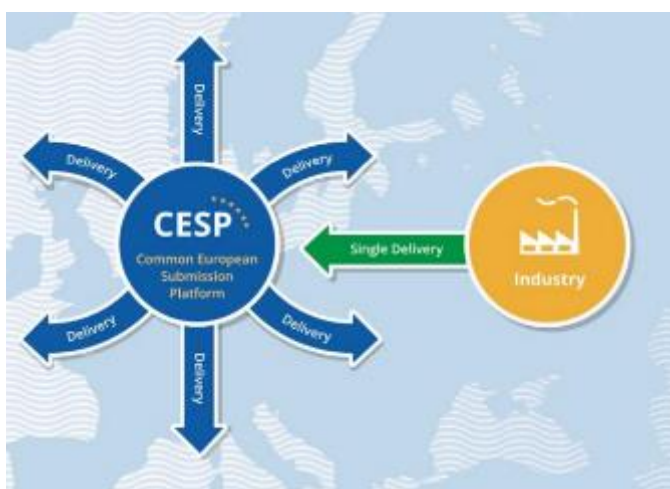 Delivery
Delivery
Delivery
CESP
Common European
Submission
Platform
Single Delivery
Industry
Delivery
Delivery
Delivery